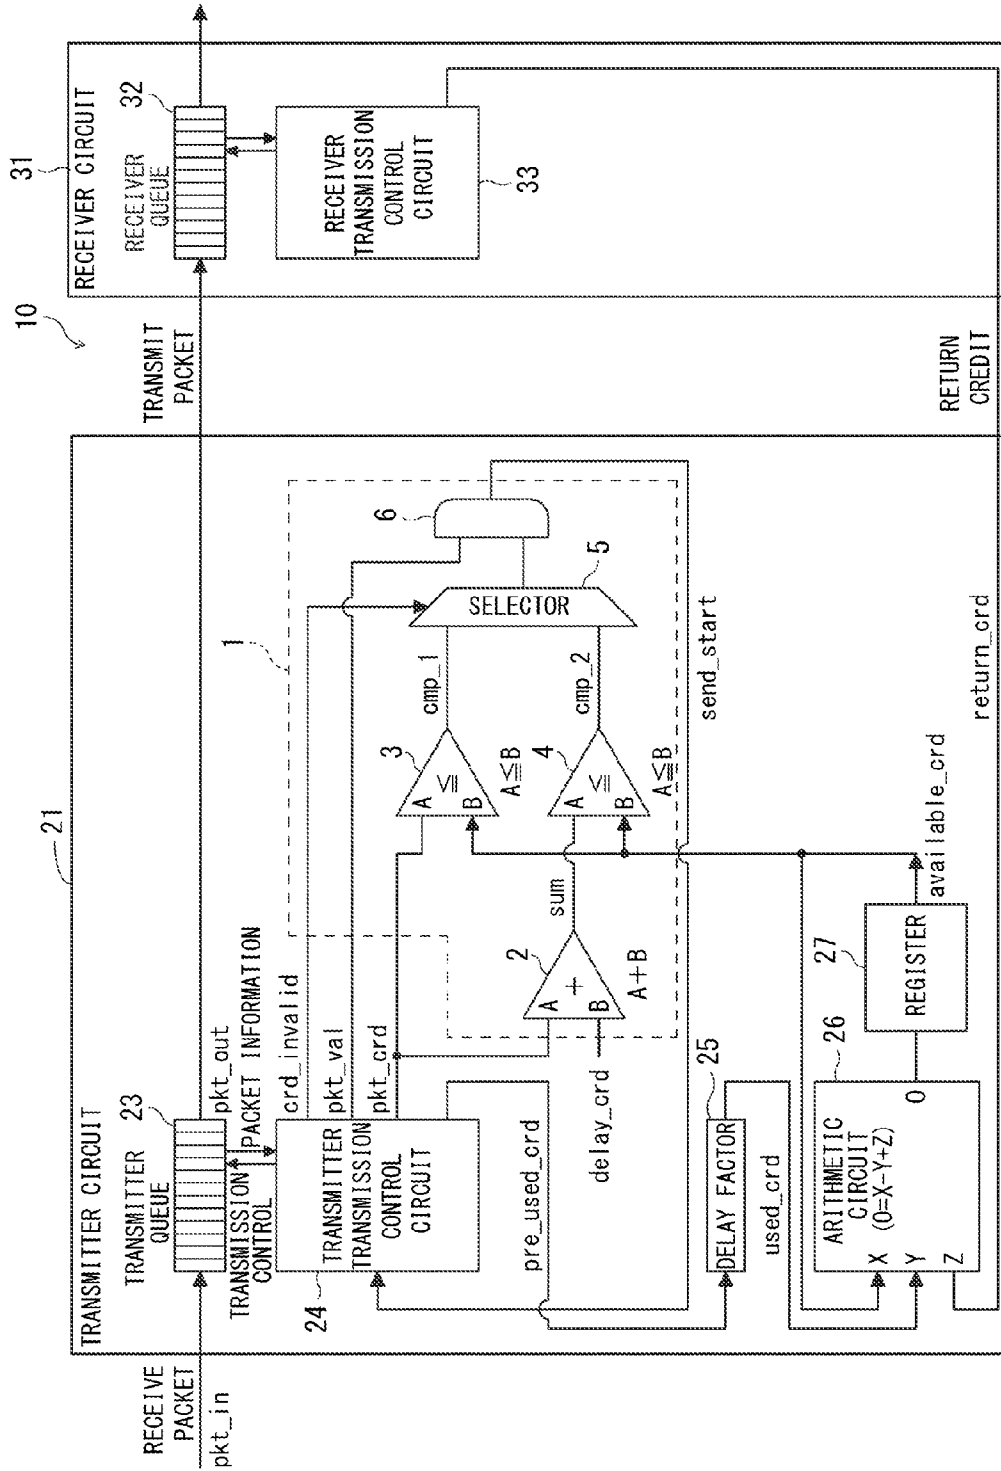 10
21
TRANSMITTER CIRCUIT
RECEIVE
PACKET
pkt_in
TRANSMITTER
QUEUE
23
pkt_out
TRANSMISSION
CONTROL
PACKET INFORMATION
24
TRANSMITTER
TRANSMISSION
CONTROL
CIRCUIT
crd_invalid
pkt_val
pkt_crd
1
2
A
+
B
A+B
sum
delay_crd
3
A
≦
B
A≦B
cmp_1
4
A
≦
B
A≦B
cmp_2
SELECTOR
5
6
send_start
pre_used_crd
25
DELAY FACTOR
used_crd
26
ARITHMETIC
CIRCUIT
(O=X-Y+Z)
X
Y
Z
O
27
REGISTER
available_crd
return_crd
TRANSMIT
PACKET
RETURN
CREDIT
31
RECEIVER CIRCUIT
RECEIVER
QUEUE
32
RECEIVER
TRANSMISSION
CONTROL
CIRCUIT
33